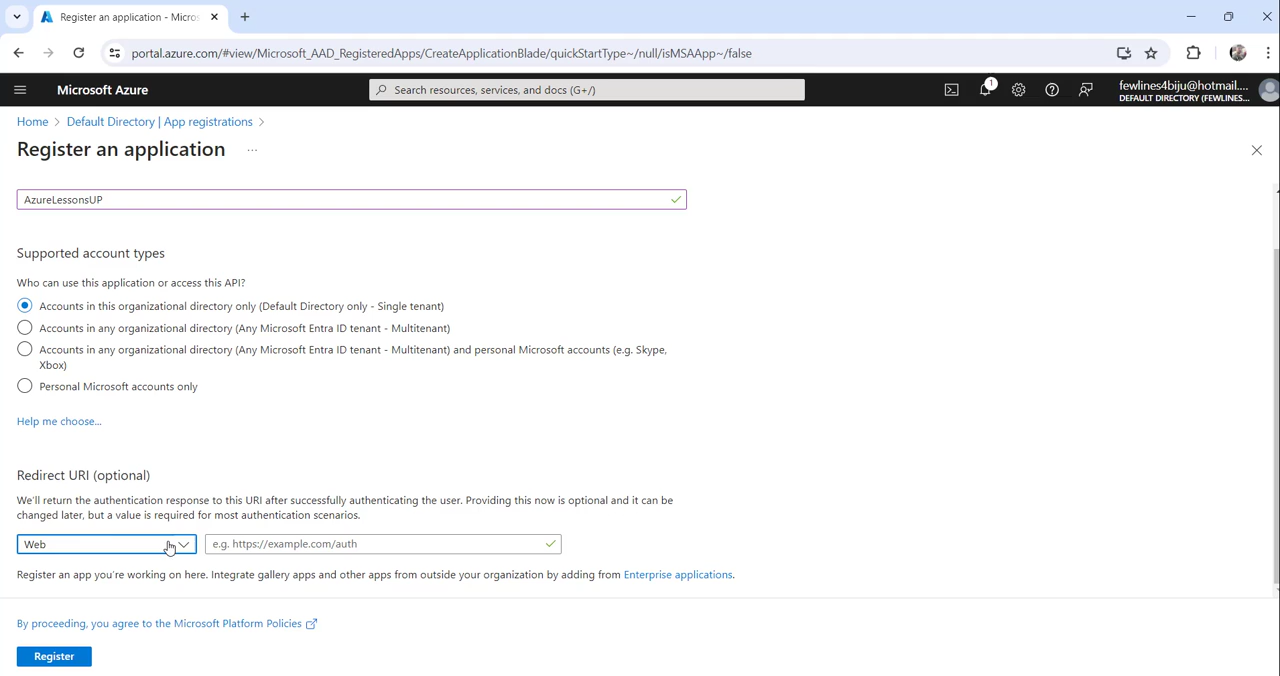 Register an application - Micros
portal.azure.com/#view/Microsoft_AAD_RegisteredApps/CreateApplicationBlade/quickStartType~/null/isMSAApp~/false
Microsoft Azure
Search resources, services, and docs (G+/)
1
fewlines4biju@hotmail....
DEFAULT DIRECTORY (FEWLINES...
Home > Default Directory | App registrations >
Register an application ...
AzureLessonsUP
Supported account types
Who can use this application or access this API?
Accounts in this organizational directory only (Default Directory only - Single tenant)
Accounts in any organizational directory (Any Microsoft Entra ID tenant - Multitenant)
Accounts in any organizational directory (Any Microsoft Entra ID tenant - Multitenant) and personal Microsoft accounts (e.g. Skype,
Xbox)
Personal Microsoft accounts only
Help me choose...
Redirect URI (optional)
We'll return the authentication response to this URI after successfully authenticating the user. Providing this now is optional and it can be
changed later, but a value is required for most authentication scenarios.
Web
e.g. https://example.com/auth
Register an app you're working on here. Integrate gallery apps and other apps from outside your organization by adding from Enterprise applications.
By proceeding, you agree to the Microsoft Platform Policies
Register